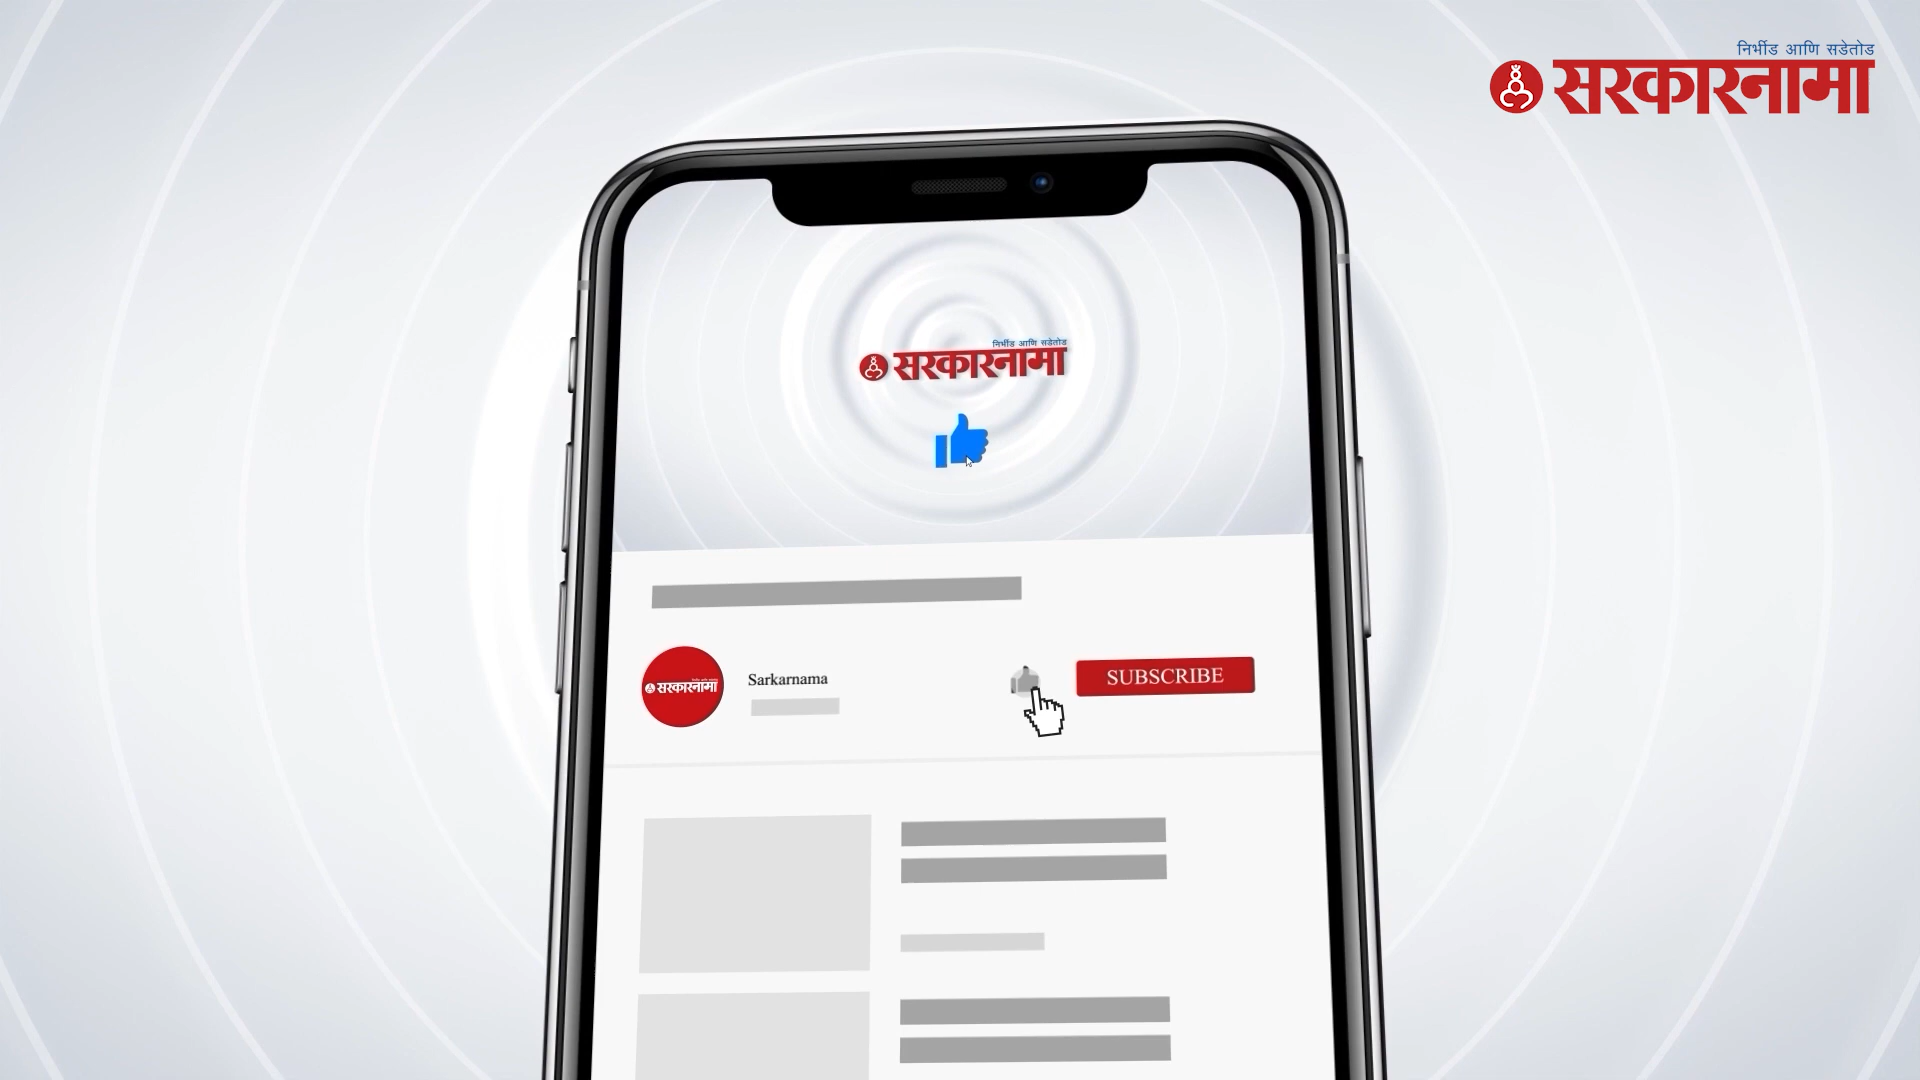 निर्भीड आणि सडेतोड
सरकारनामा
निर्भीड आणि सडेतोड
सरकारनामा
सरकारनामा
Sarkarnama
SUBSCRIBE